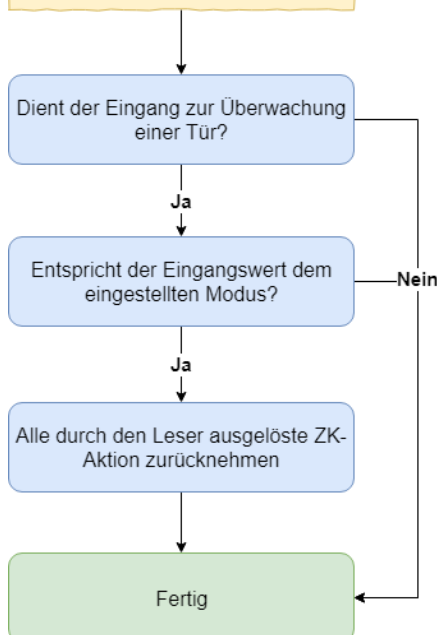 Dient der Eingang zur Überwachung
einer Tür?
Ja
Entspricht der Eingangswert dem
eingestellten Modus?
Nein
Ja
Alle durch den Leser ausgelöste ZK-
Aktion zurücknehmen
Fertig